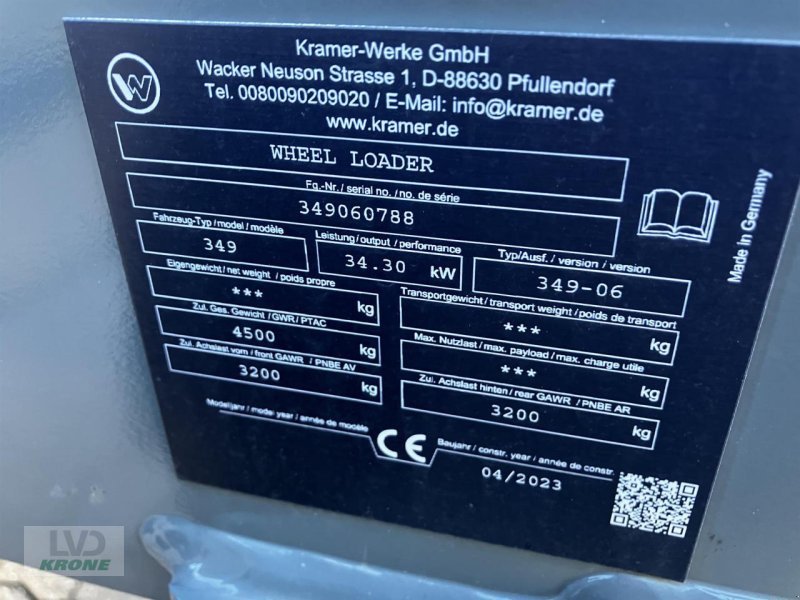 Kramer-Werke GmbH
Wacker Neuson Strasse 1, D-88630 Pfullendorf
Tel. 0080090209020 / E-Mail: info@kramer.de
www.kramer.de
WHEEL LOADER
Fg.-Nr. / serial no. / no. de série
349060788
Fahrzeug-Typ / model / modèle
349
Leistung / output / performance
34.30 kW
Typ/Ausf. / version / version
349-06
Eigengewicht / net weight / poids propre
*** kg
Transportgewicht / transport weight / poids de transport
*** kg
Zul. Ges. Gewicht / GWR / PTAC
4500 kg
Max. Nutzlast / max. payload / max. charge utile
*** kg
Zul. Achslast vorn / front GAWR / PNBE AV
3200 kg
Zul. Achslast hinten / rear GAWR / PNBE AR
3200 kg
Modelljahr / model year / année de modèle
CE
Baujahr / constr. year / année de constr.
04/2023
Made in Germany
LVD
KRONE